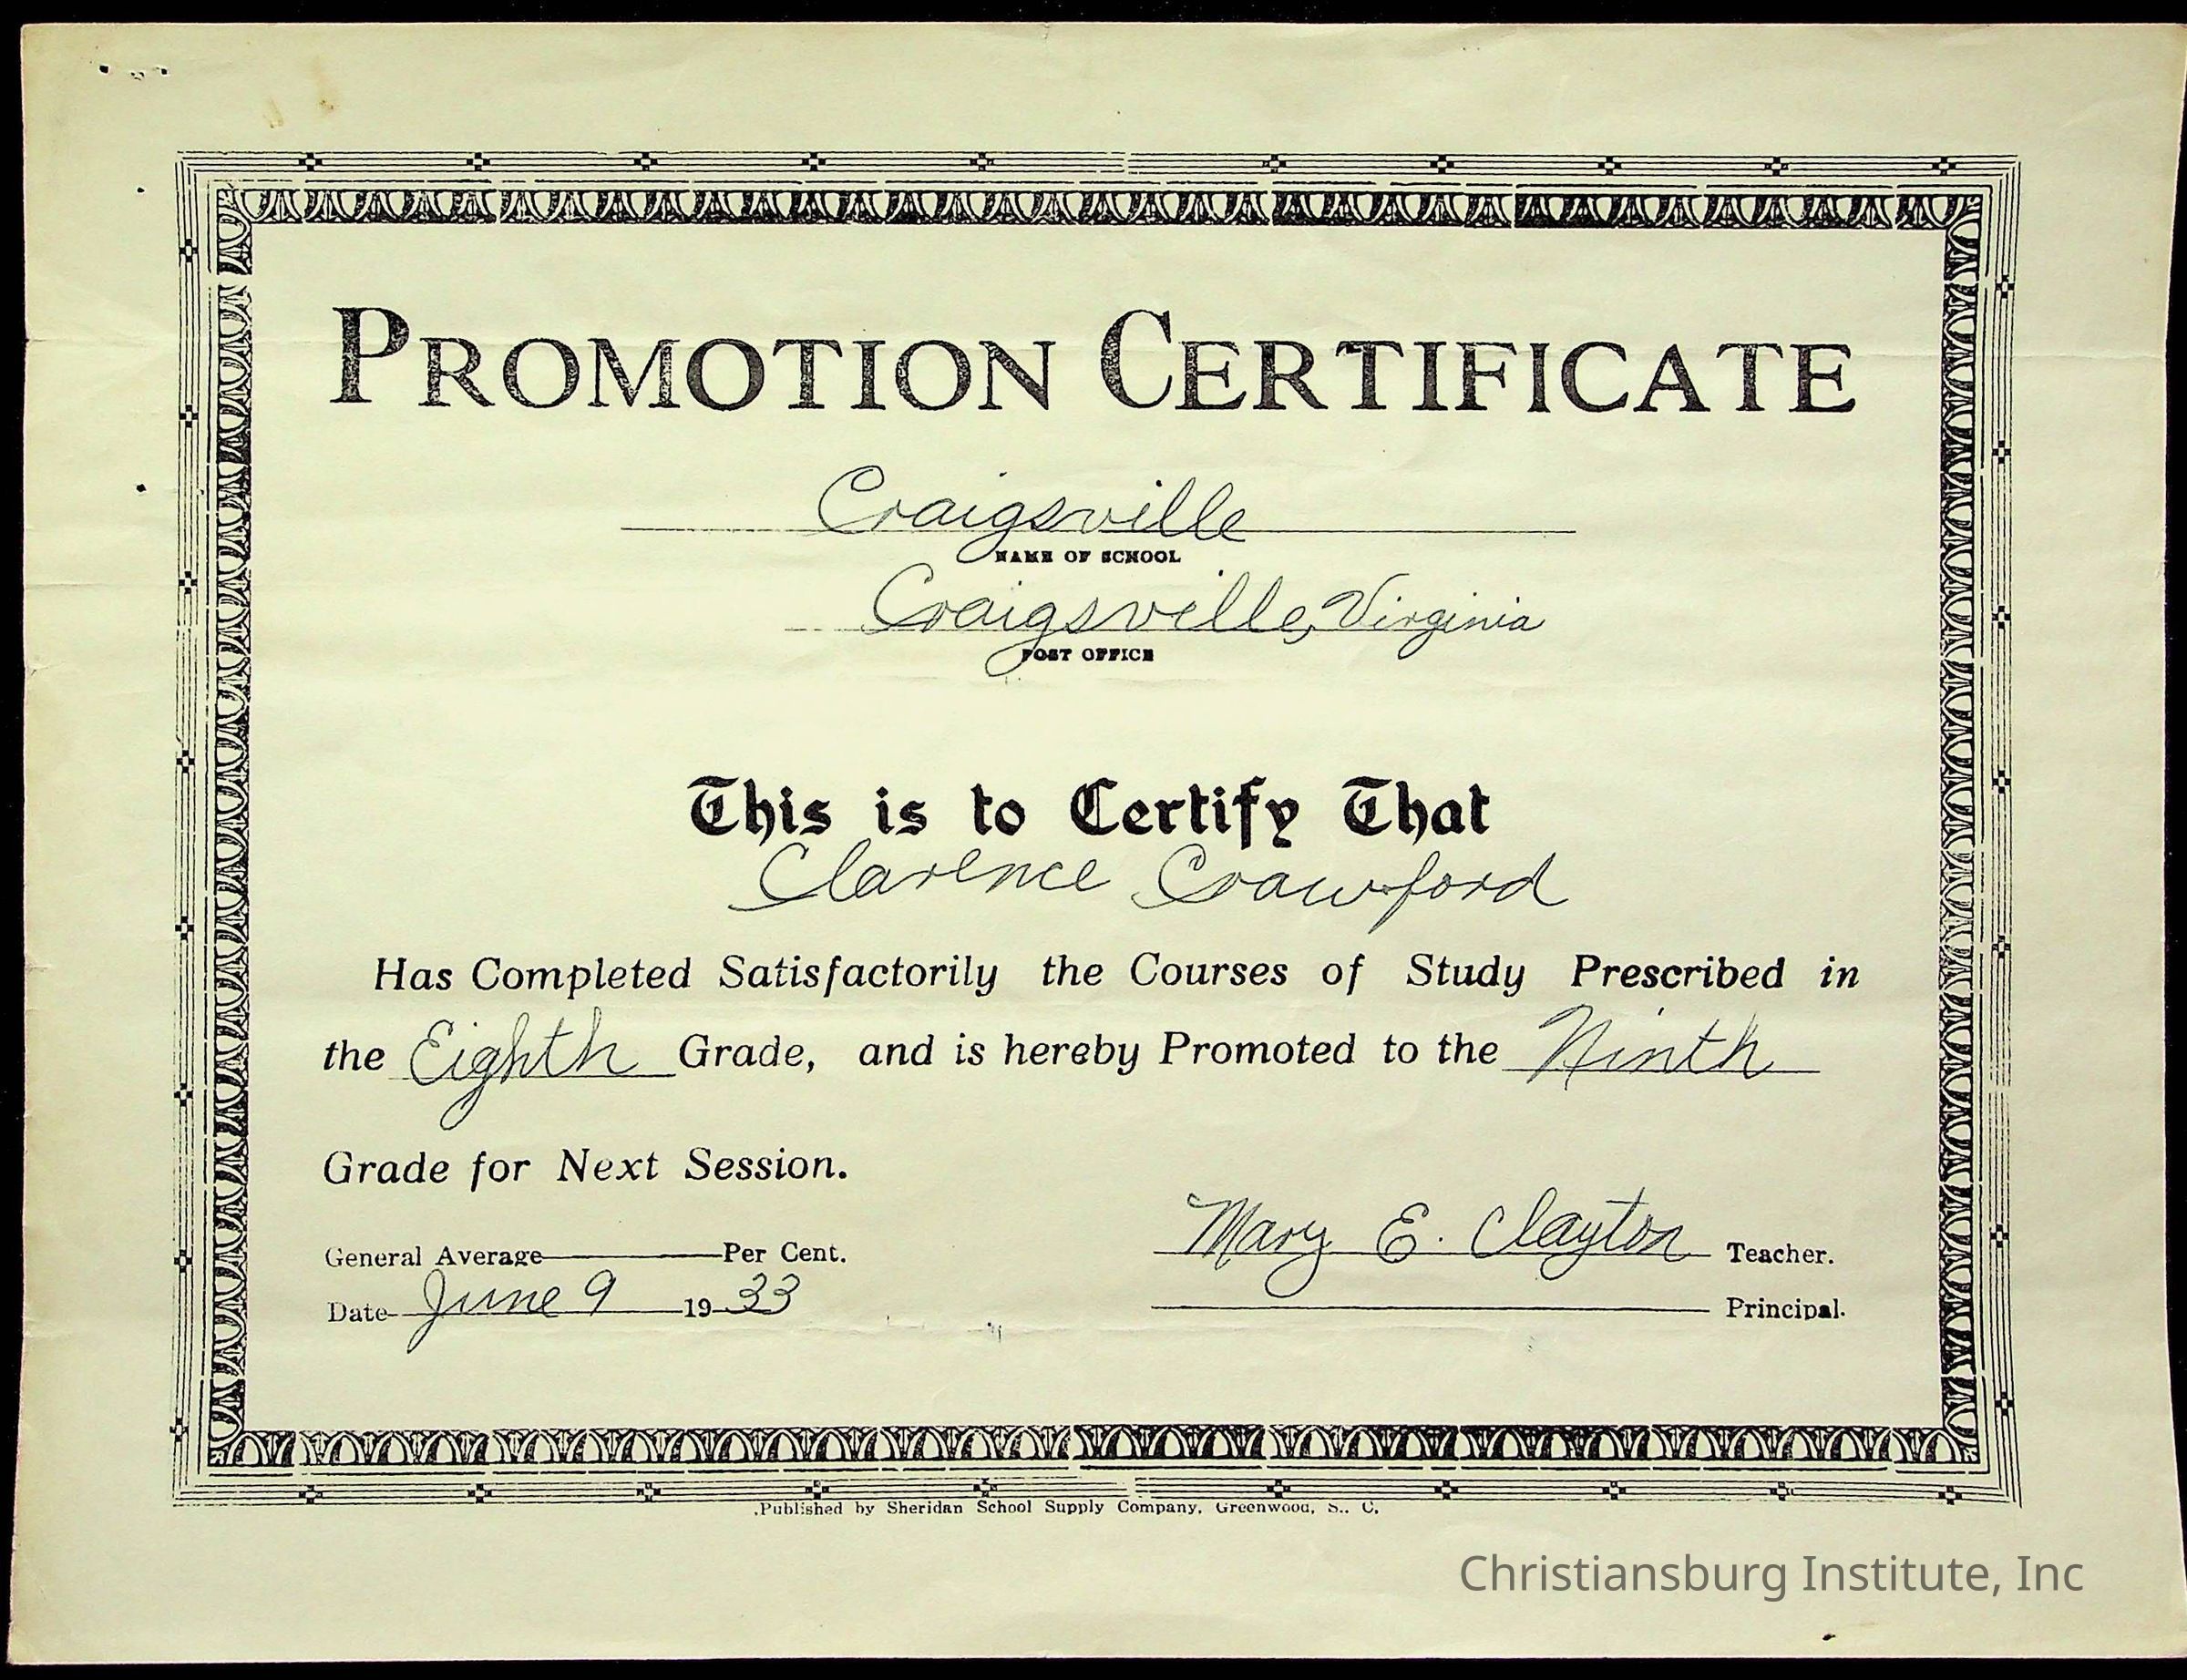 PROMOTION CERTIFICATE
Craigsville
NAME OF SCHOOL
Craigsville, Virginia
POST OFFICE
This is to Certify That
Clarence Crawford
Has Completed Satisfactorily the Courses of Study Prescribed in
the Eighth Grade, and is hereby Promoted to the Ninth
Grade for Next Session.
General Average Per Cent.
Mary E. Clayton Teacher.
Date June 9 1933
Principal.
Published by Sheridan School Supply Company, Greenwood, S. C.
Christiansburg Institute, Inc